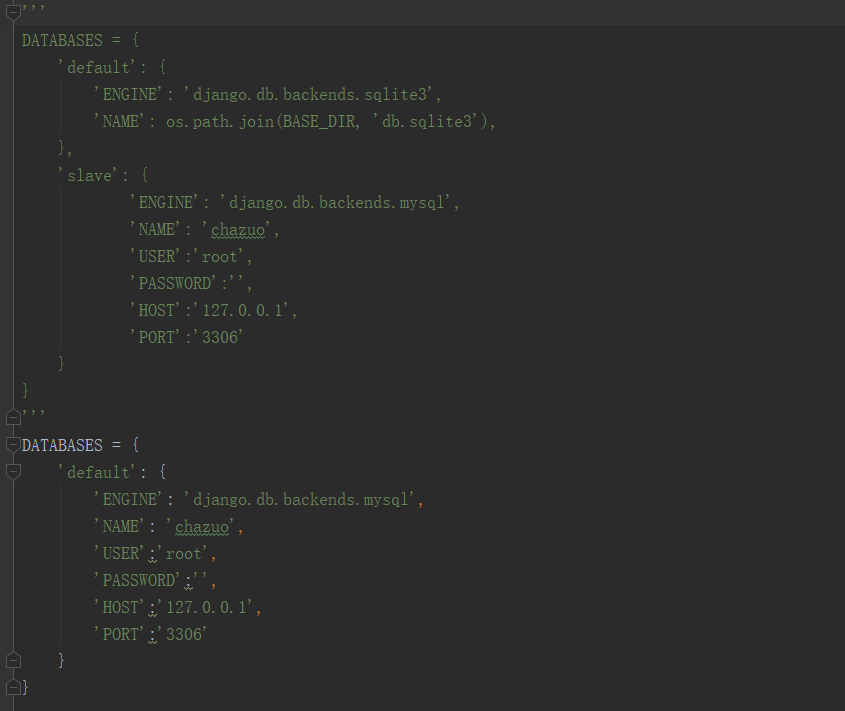 '''
DATABASES = {
    'default': {
        'ENGINE': 'django.db.backends.sqlite3',
        'NAME': os.path.join(BASE_DIR, 'db.sqlite3'),
    },
    'slave': {
            'ENGINE': 'django.db.backends.mysql',
            'NAME': 'chazuo',
            'USER':'root',
            'PASSWORD':'',
            'HOST':'127.0.0.1',
            'PORT':'3306'
    }
}
'''
DATABASES = {
    'default': {
        'ENGINE': 'django.db.backends.mysql',
        'NAME': 'chazuo',
        'USER':'root',
        'PASSWORD':'',
        'HOST':'127.0.0.1',
        'PORT':'3306'
    }
}